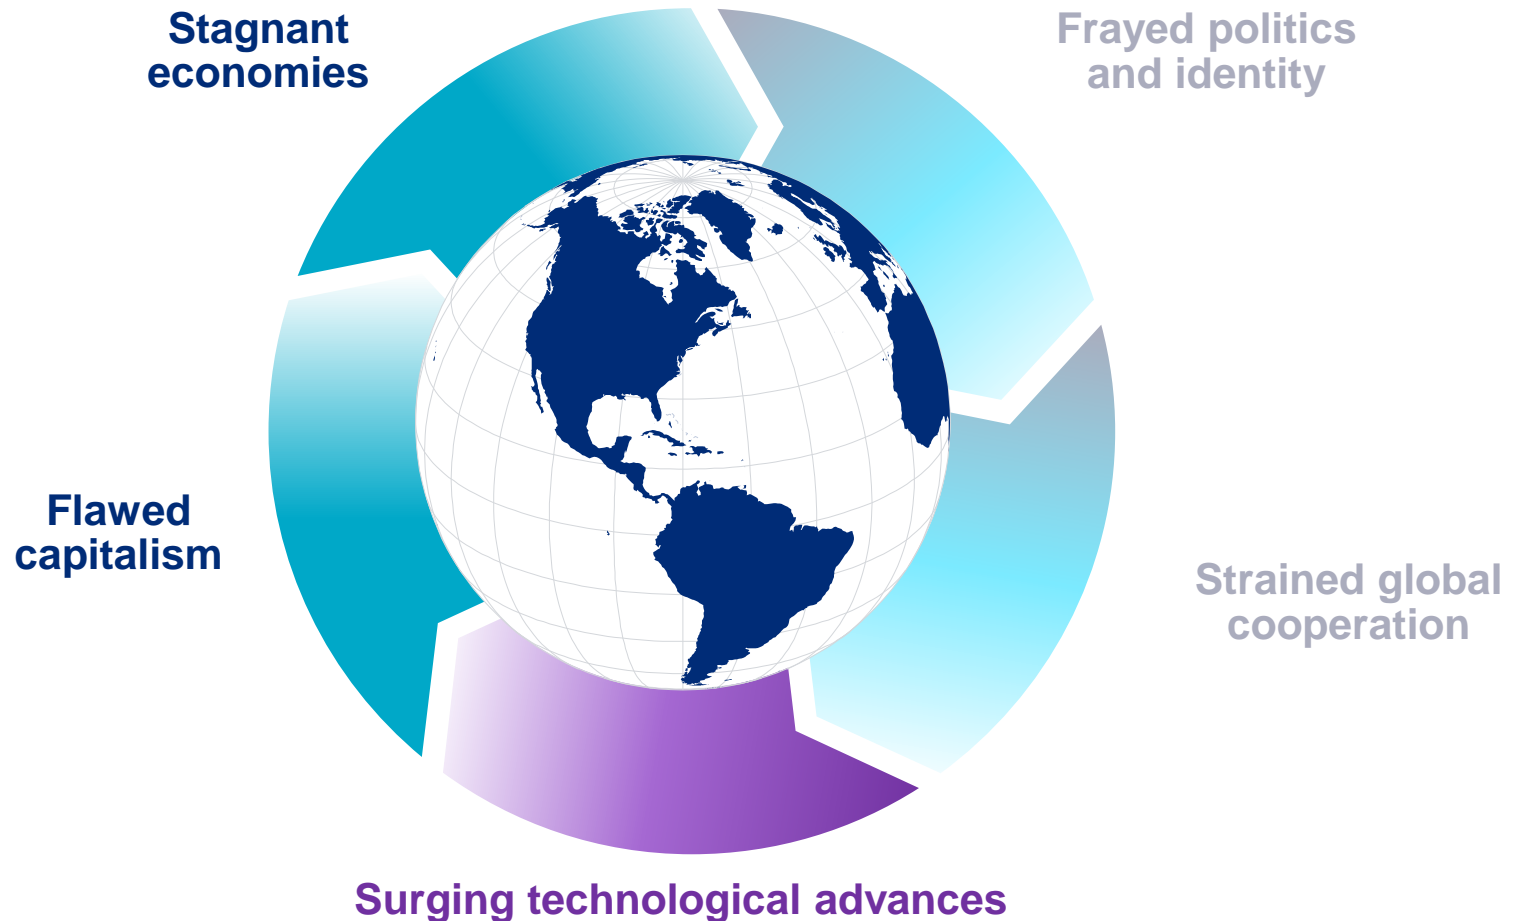 Stagnant
economies
Frayed politics
and identity
Flawed
capitalism
Strained global
cooperation
Surging technological advances